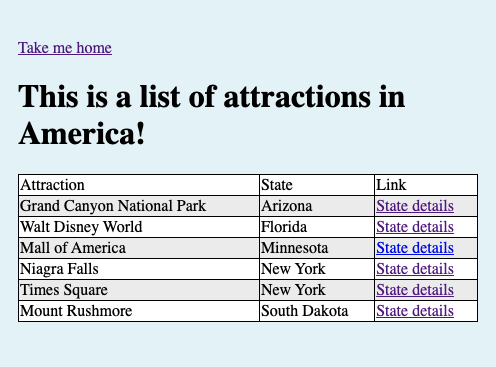 Take me home
This is a list of attractions in
America!
Attraction State Link
Grand Canyon National Park Arizona State details
Walt Disney World Florida State details
Mall of America Minnesota State details
Niagra Falls New York State details
Times Square New York State details
Mount Rushmore South Dakota State details